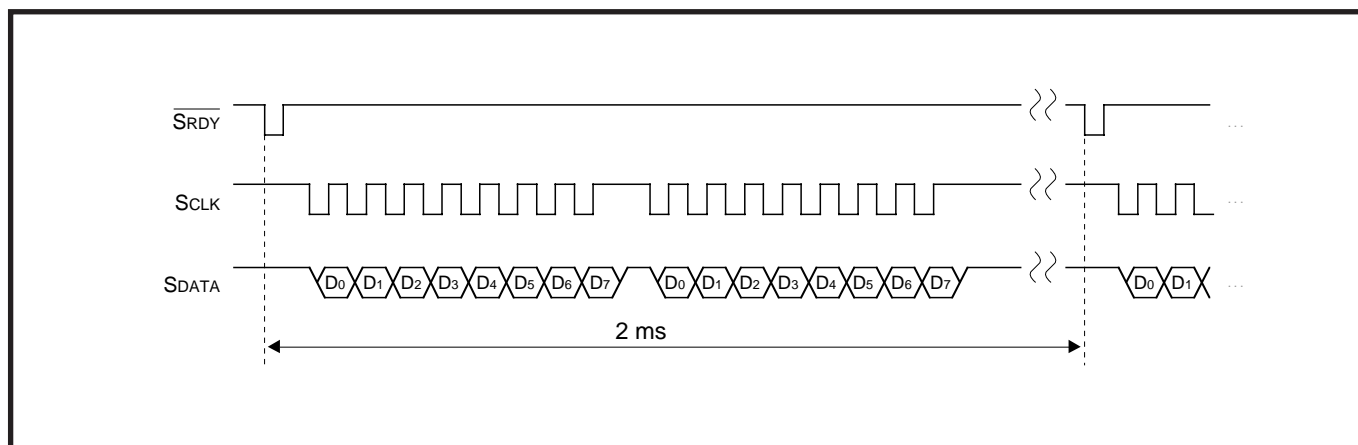 SRDY ...
SCLK ...
SDATA D0 D1 D2 D3 D4 D5 D6 D7 D0 D1 D2 D3 D4 D5 D6 D7 D0 D1 ...
2 ms